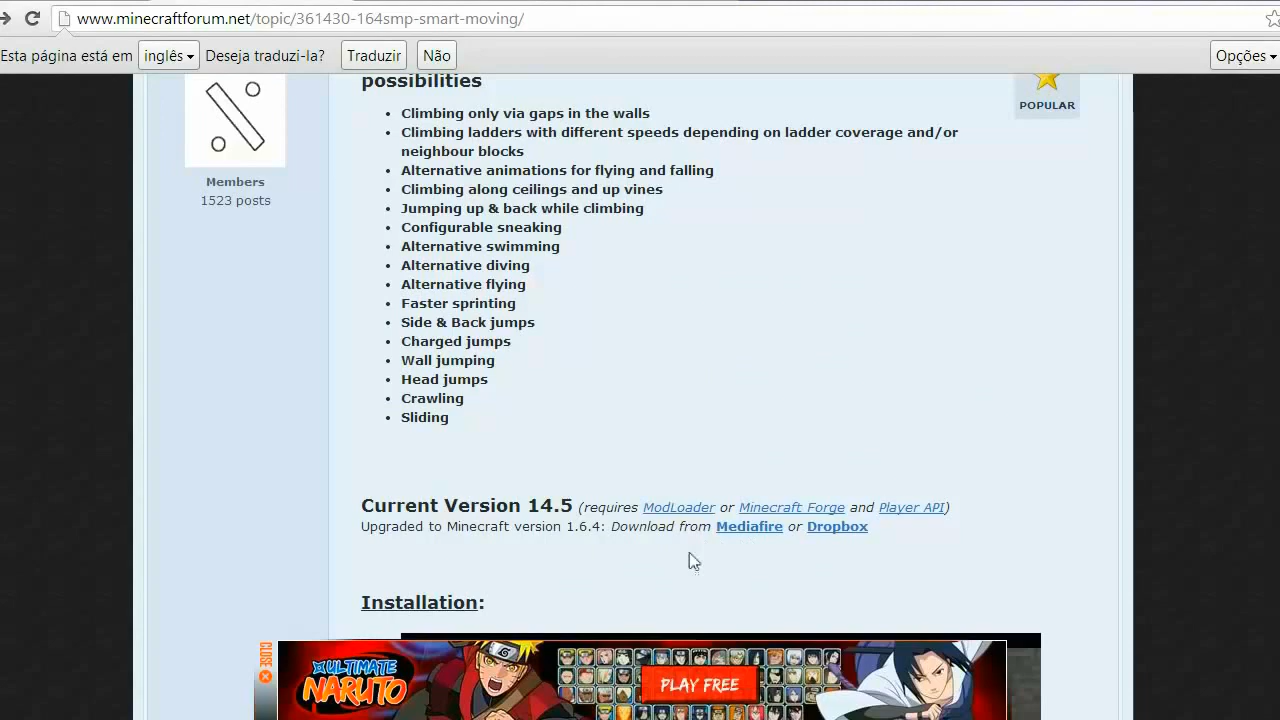 www.minecraftforum.net/topic/361430-164smp-smart-moving/
Esta página está em inglês Deseja traduzi-la? Traduzir Não Opções
possibilities
POPULAR
Climbing only via gaps in the walls
Climbing ladders with different speeds depending on ladder coverage and/or
neighbour blocks
Alternative animations for flying and falling
Climbing along ceilings and up vines
Jumping up & back while climbing
Configurable sneaking
Alternative swimming
Alternative diving
Alternative flying
Faster sprinting
Side & Back jumps
Charged jumps
Wall jumping
Head jumps
Crawling
Sliding
Members
1523 posts
Current Version 14.5 (requires ModLoader or Minecraft Forge and Player API)
Upgraded to Minecraft version 1.6.4: Download from Mediafire or Dropbox
Installation:
CLOSE
ULTIMATE
NARUTO
PLAY FREE